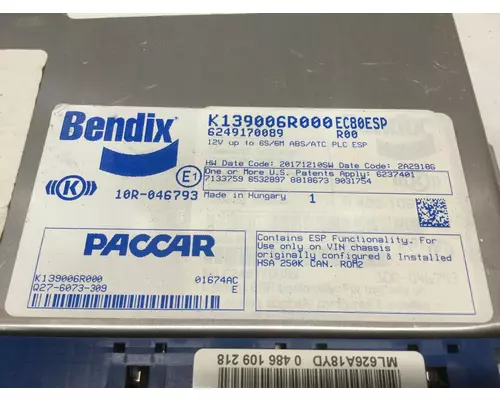 Bendix
K139006R000 EC80ESP
6249170089 R00
12V up to 6S/6M ABS/ATC PLC ESP
HW Date Code: 20171210SW Date Code: 2A29186
One or More U.S. Patents Apply: 6237401
7133759 8532897 8818673 9031754
E1
10R-046793
Made in Hungary 1
PACCAR
Contains ESP Functionality. For
Use only on VIN chassis
originally configured & Installed
HSA 250K CAN. ROM2
K139006R000 01674AC
Q27-6073-309 E
ML626A18YD 0 486 109 218